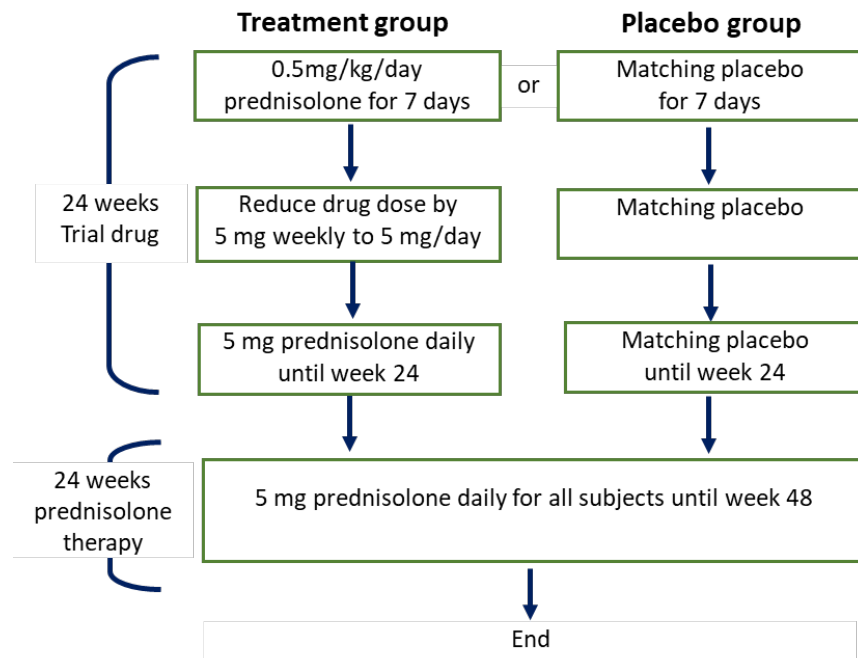 Treatment group
Placebo group
0.5mg/kg/day
prednisolone for 7 days
or
Matching placebo
for 7 days
24 weeks
Trial drug
Reduce drug dose by
5 mg weekly to 5 mg/day
Matching placebo
5 mg prednisolone daily
until week 24
Matching placebo
until week 24
24 weeks
prednisolone
therapy
5 mg prednisolone daily for all subjects until week 48
End